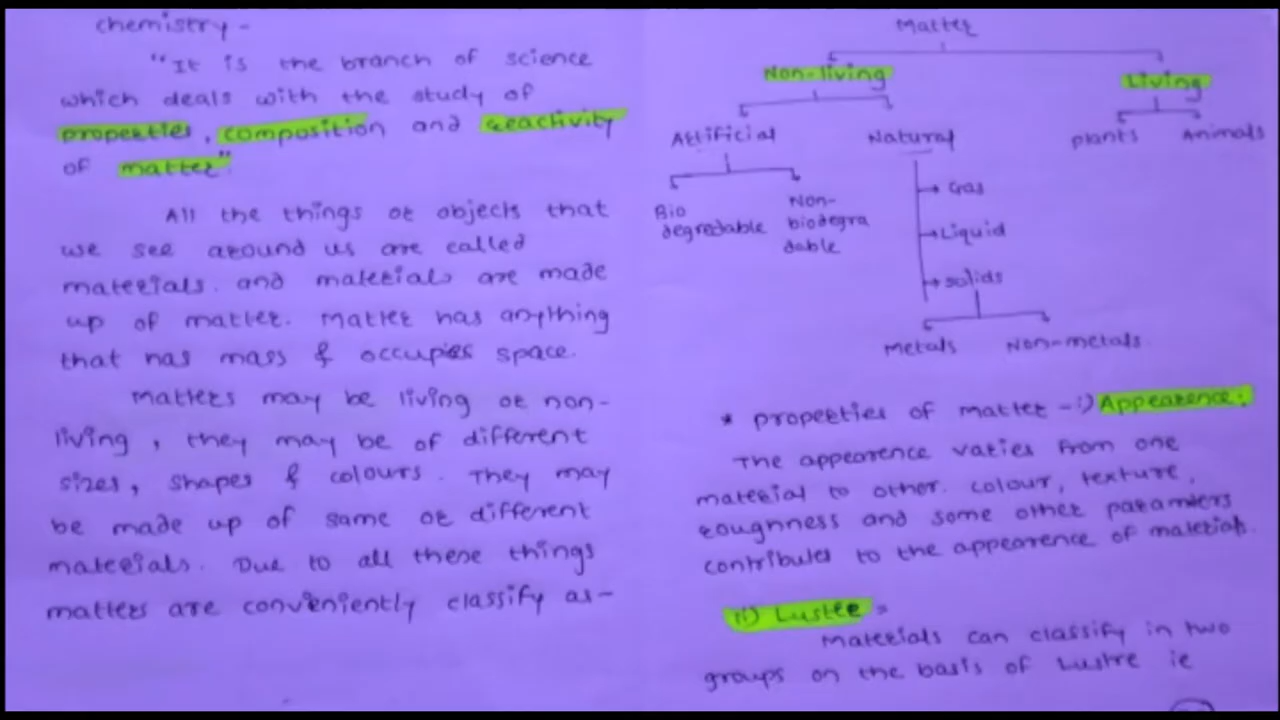 chemistry -
"It is the branch of science
which deals with the study of
properties, composition and reactivity
of matter"
All the things or objects that
we see around us are called
materials. and materials are made
up of matter. Matter has anything
that has mass & occupies space.
Matters may be living or non-
living, they may be of different
sizes, shapes & colours. They may
be made up of same or different
materials. Due to all these things
matters are conveniently classify as-
Matter
Non-living Living
Artificial Natural plants Animals
Bio degredable Non-biodegradable
Gas
Liquid
solids
Metals Non-metals.
* properties of matter - i) Appearence:
The appearence varies from one
material to other. colour, texture,
roughness and some other paramters
contributes to the appearence of materials.
ii) Lustre =
Materials can classify in two
groups on the basis of Lustre ie